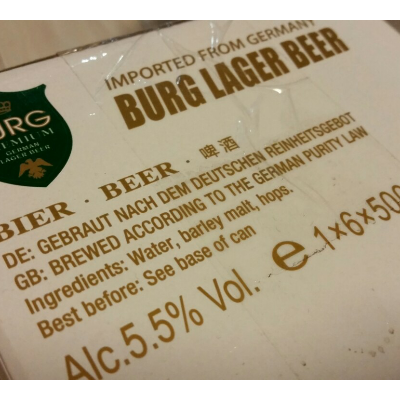 IMPORTED FROM GERMANY
BURG LAGER BEER
GERMAN
LAGER BEER
BIER · BEER · 啤酒
DE: GEBRAUT NACH DEM DEUTSCHEN REINHEITSGEBOT
GB: BREWED ACCORDING TO THE GERMAN PURITY LAW
Ingredients: Water, barley malt, hops.
Best before: See base of can
Alc.5.5% Vol. e 1×6×50